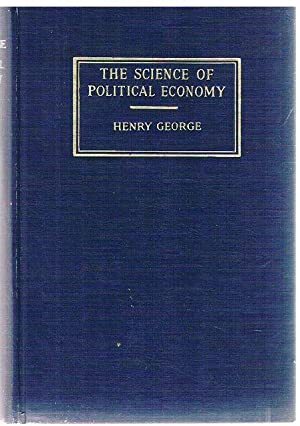 THE SCIENCE OF
POLITICAL ECONOMY
HENRY GEORGE